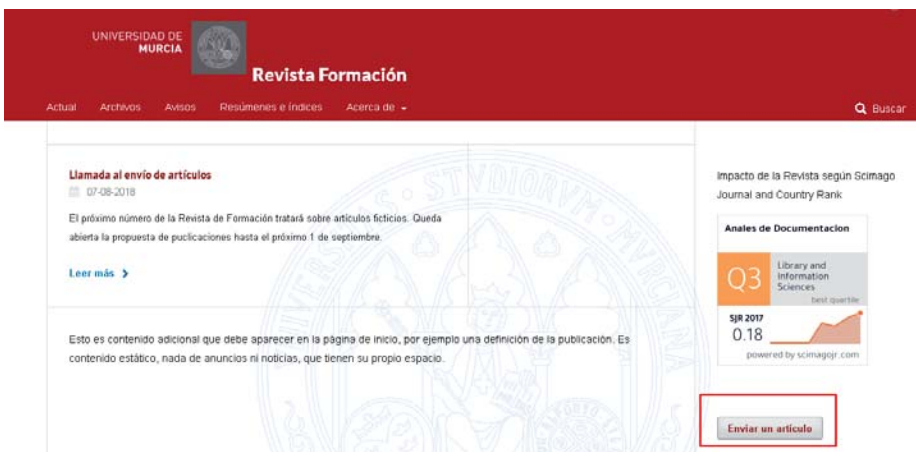 UNIVERSIDAD DE
MURCIA
Revista Formación
Actual Archivos Avisos Resúmenes e índices Acerca de Buscar
Llamada al envío de artículos
07-08-2018
El próximo número de la Revista de Formación tratará sobre artículos ficticios. Queda
abierta la propuesta de puclicaciones hasta el próximo 1 de
septiembre.
Leer más
Esto es contenido adicional que debe aparecer en la página de inicio, por ejemplo una definición de la publicación. Es
contenido estático, nada de anuncios ni noticias, que tienen su propio espacio.
STVDIORVM
MVRCIANA
Impacto de la Revista según Scimago
Journal and Country Rank
Anales de Documentacion
Q3
Library and
Information
Sciences
best quartile
SJR 2017
0.18
powered by scimagojr.com
Enviar un artículo